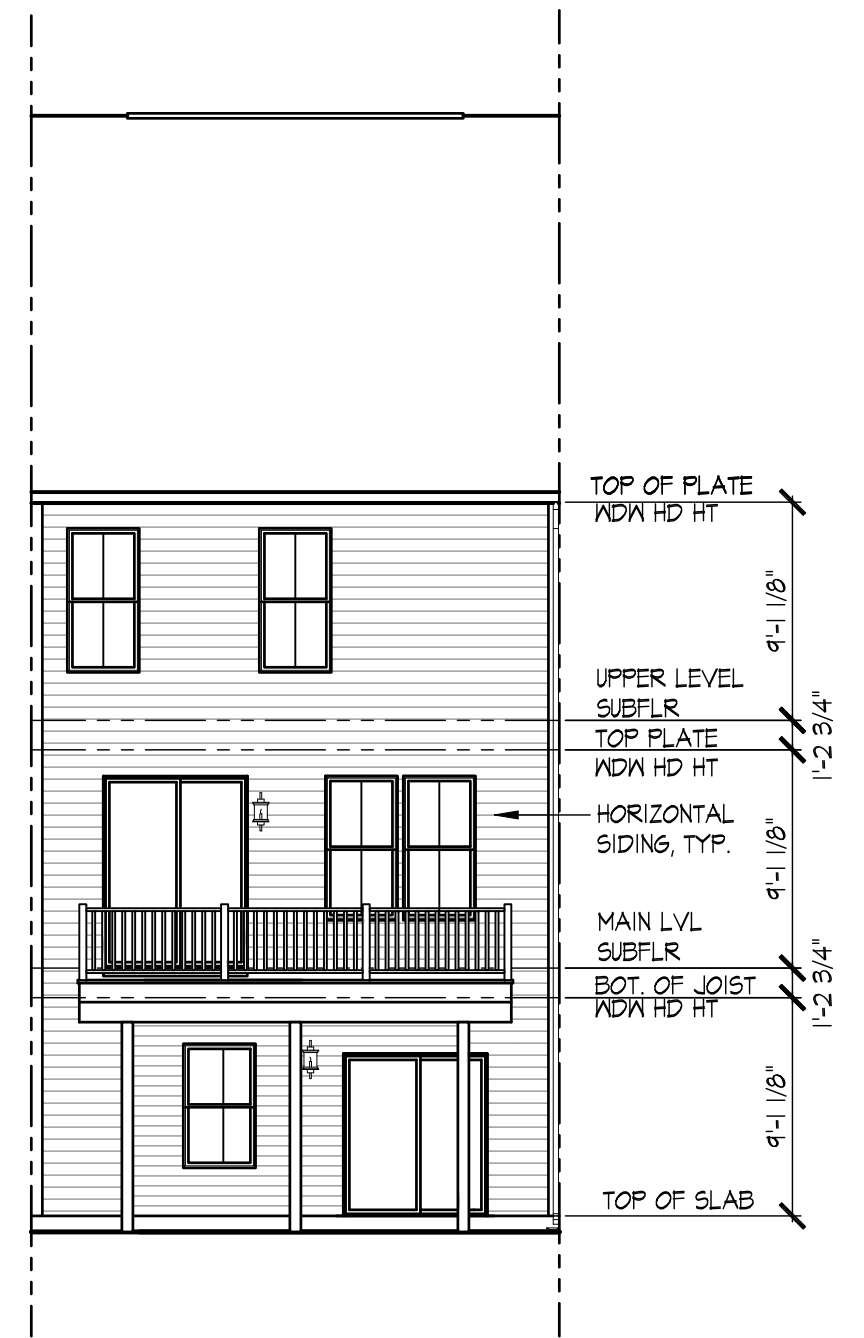 TOP OF PLATE
WDW HD HT
9'-1 1/8"
UPPER LEVEL
SUBFLR
1'-2 3/4"
TOP PLATE
WDW HD HT
HORIZONTAL
SIDING, TYP.
9'-1 1/8"
MAIN LVL
SUBFLR
1'-2 3/4"
BOT. OF JOIST
WDW HD HT
9'-1 1/8"
TOP OF SLAB